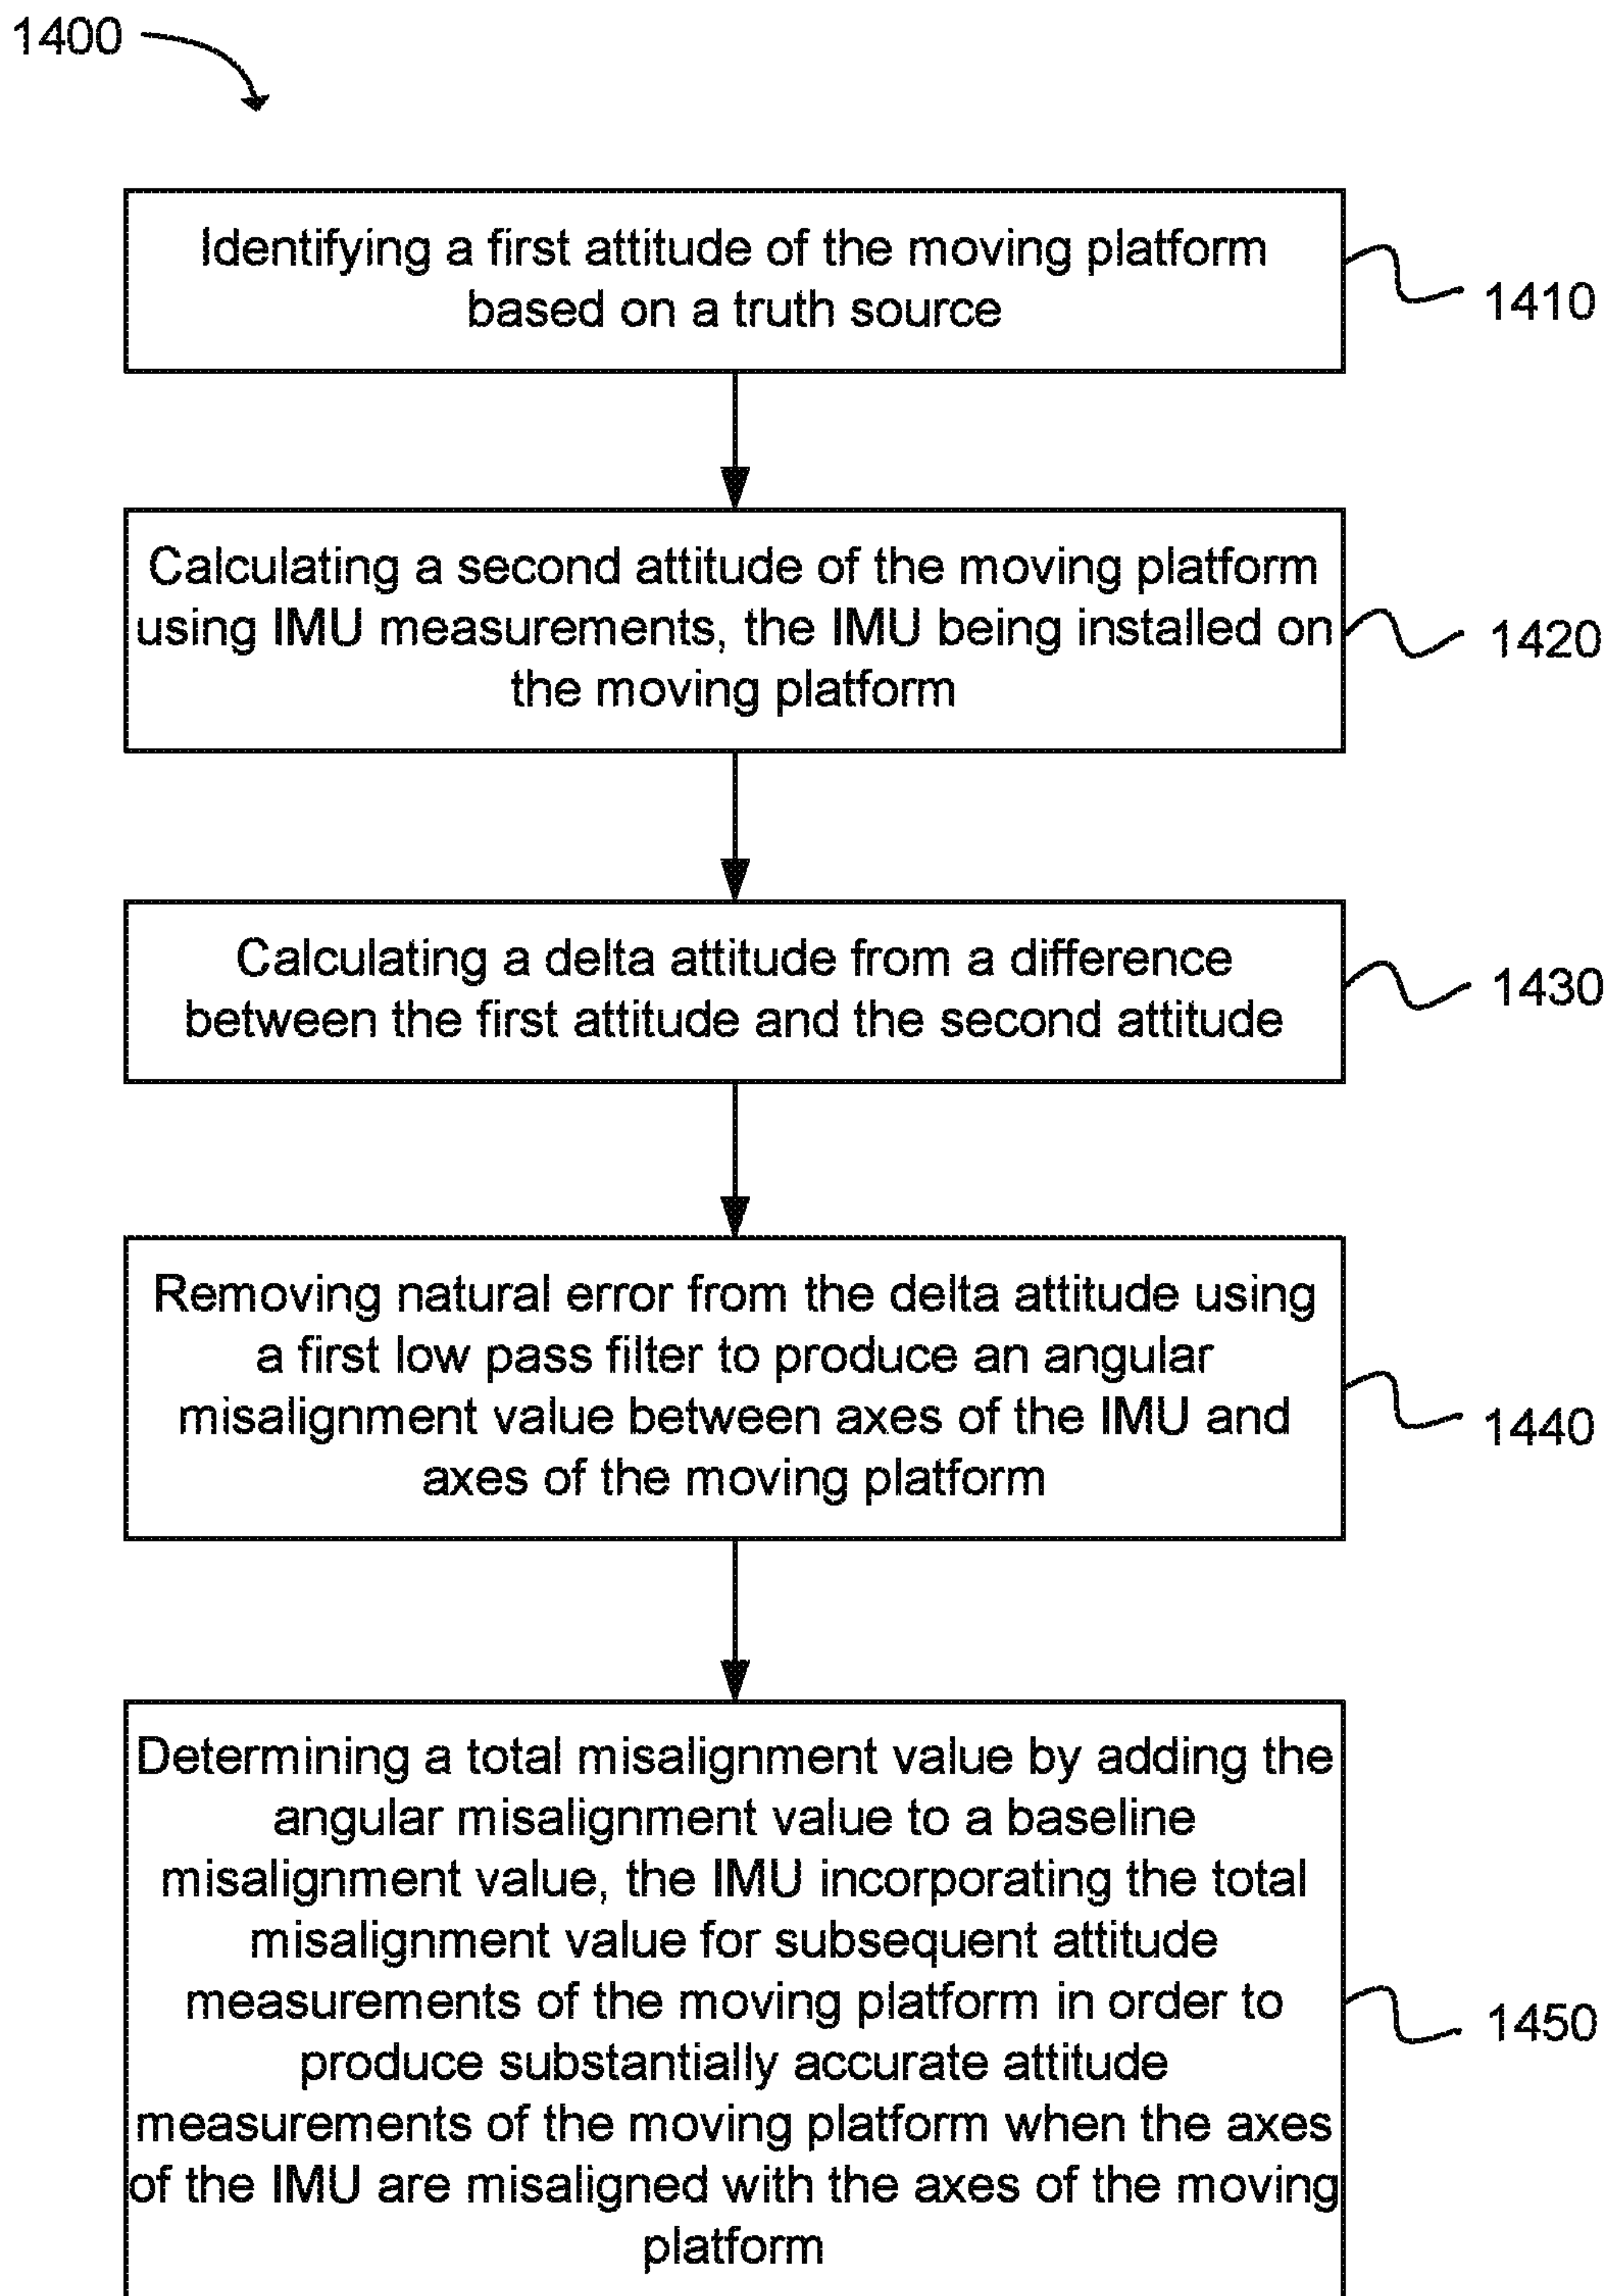 1400
Identifying a first attitude of the moving platform
based on a truth source
1410
Calculating a second attitude of the moving platform
using IMU measurements, the IMU being installed on
the moving platform
1420
Calculating a delta attitude from a difference
between the first attitude and the second attitude
1430
Removing natural error from the delta attitude using
a first low pass filter to produce an angular
misalignment value between axes of the IMU and
axes of the moving platform
1440
Determining a total misalignment value by adding the
angular misalignment value to a baseline
misalignment value, the IMU incorporating the total
misalignment value for subsequent attitude
measurements of the moving platform in order to
produce substantially accurate attitude
measurements of the moving platform when the axes
of the IMU are misaligned with the axes of the moving
platform
1450